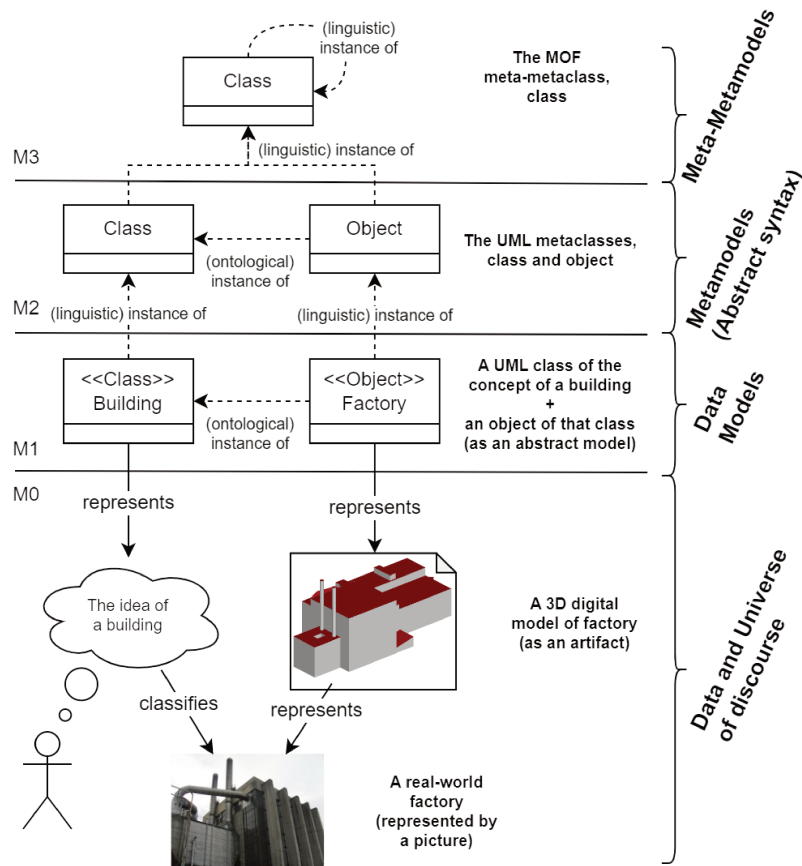 (linguistic)
instance of
Class
The MOF
meta-metaclass,
class
Meta-Metamodels
(linguistic) instance of
M3
Class
Object
The UML metaclasses,
class and object
(ontological)
instance of
Metamodels
(Abstract syntax)
M2
(linguistic) instance of
(linguistic) instance of
<<Class>>
Building
<<Object>>
Factory
A UML class of the
concept of a building
+
an object of that class
(as an abstract model)
(ontological)
instance of
Data
Models
M1
M0
represents
represents
The idea of
a building
A 3D digital
model of factory
(as an artifact)
Data and Universe
of discourse
classifies
represents
A real-world
factory
(represented by
a picture)